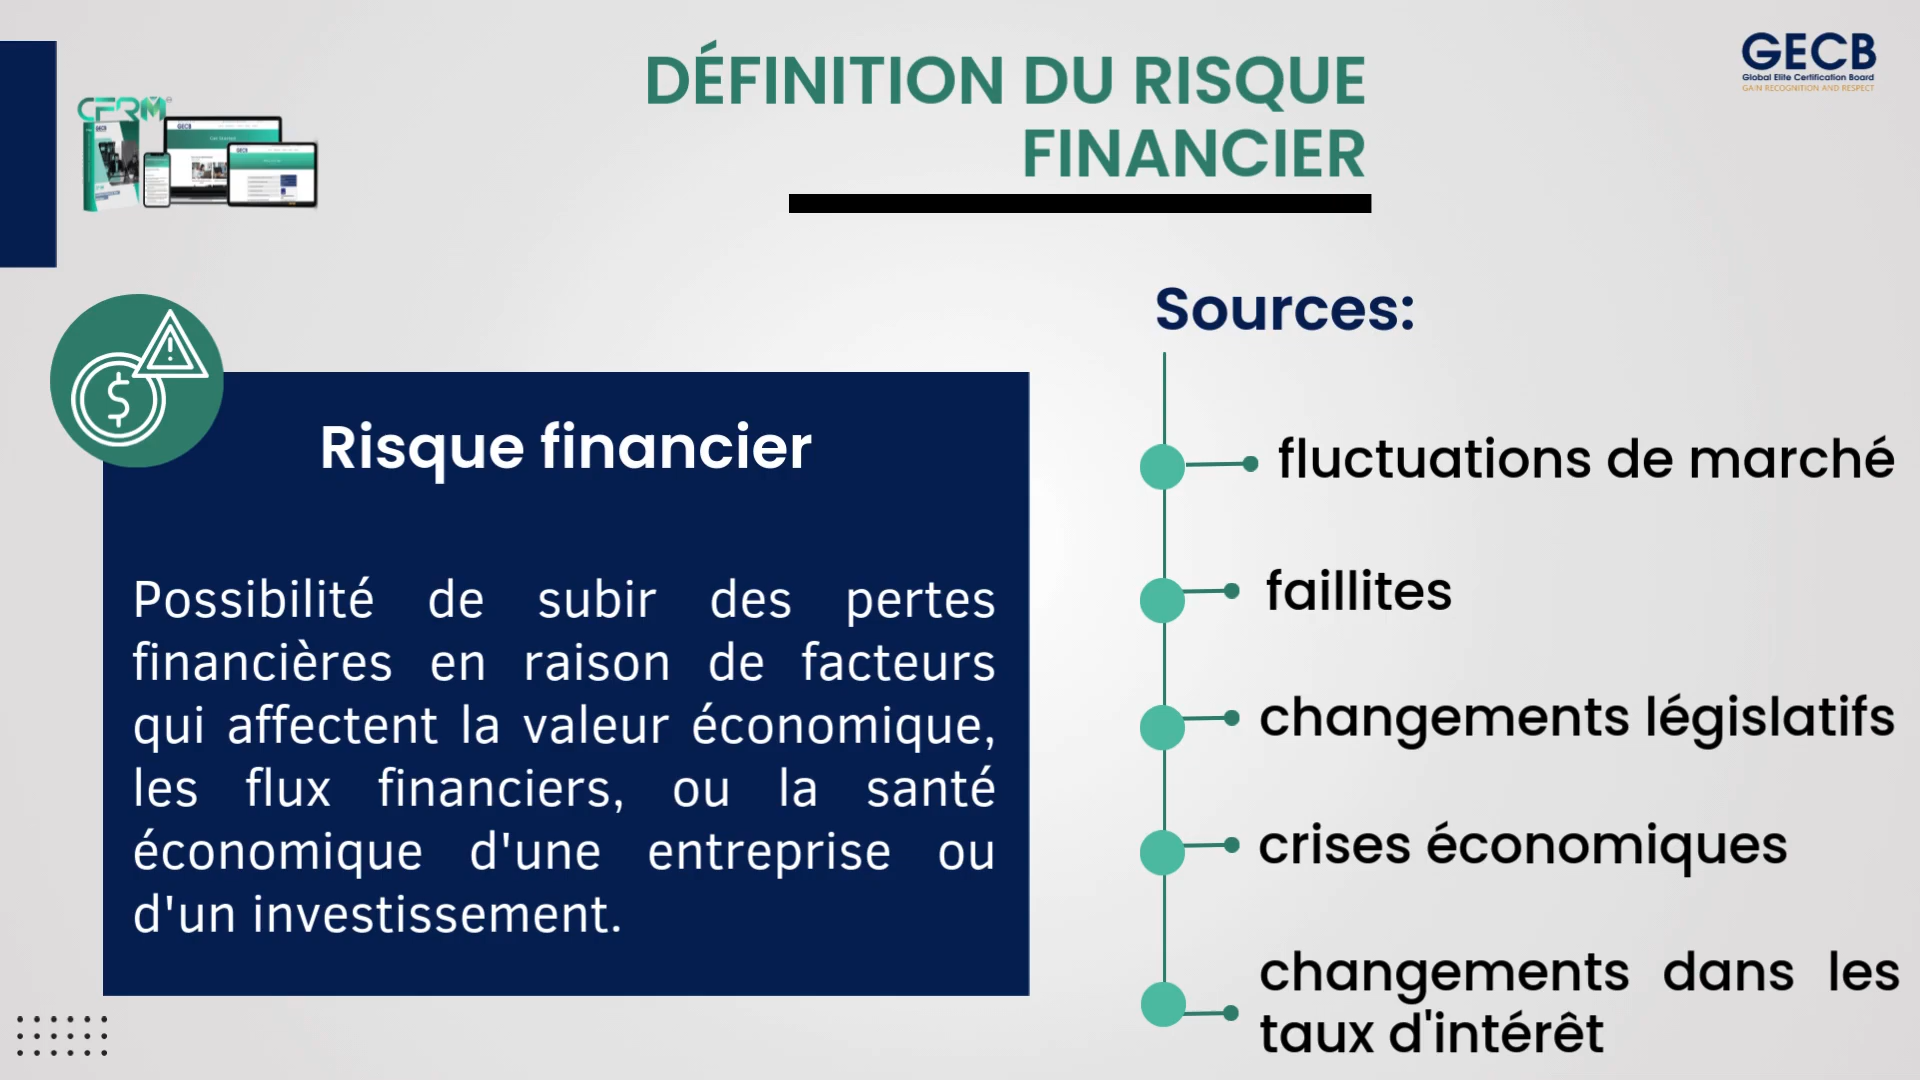 DÉFINITION DU RISQUE
FINANCIER
GECB
Global Elite Certification Board
GAIN RECOGNITION AND RESPECT
CFRM
GECB
Sources:
Risque financier
Possibilité de subir des pertes
financières en raison de facteurs
qui affectent la valeur économique,
les flux financiers, ou la santé
économique d'une entreprise ou
d'un investissement.
fluctuations de marché
faillites
changements législatifs
crises économiques
changements dans les
taux d'intérêt